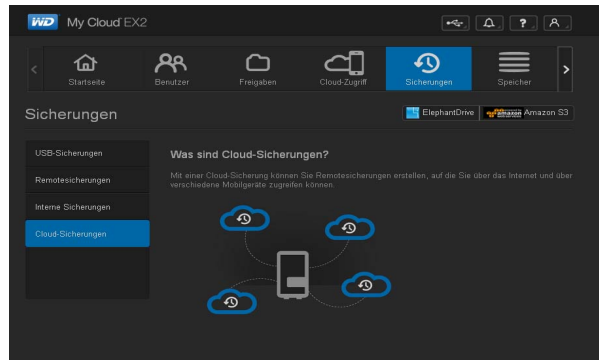 WD My Cloud EX2
?
Startseite
Benutzer
Freigaben
Cloud-Zugriff
Sicherungen
Speicher
Sicherungen
ElephantDrive
amazon
Amazon S3
USB-Sicherungen
Remotesicherungen
Interne Sicherungen
Cloud-Sicherungen
Was sind Cloud-Sicherungen?
Mit einer Cloud-Sicherung können Sie Remotesicherungen erstellen, auf die Sie über das Internet und über
verschiedene Mobilgeräte zugreifen können.